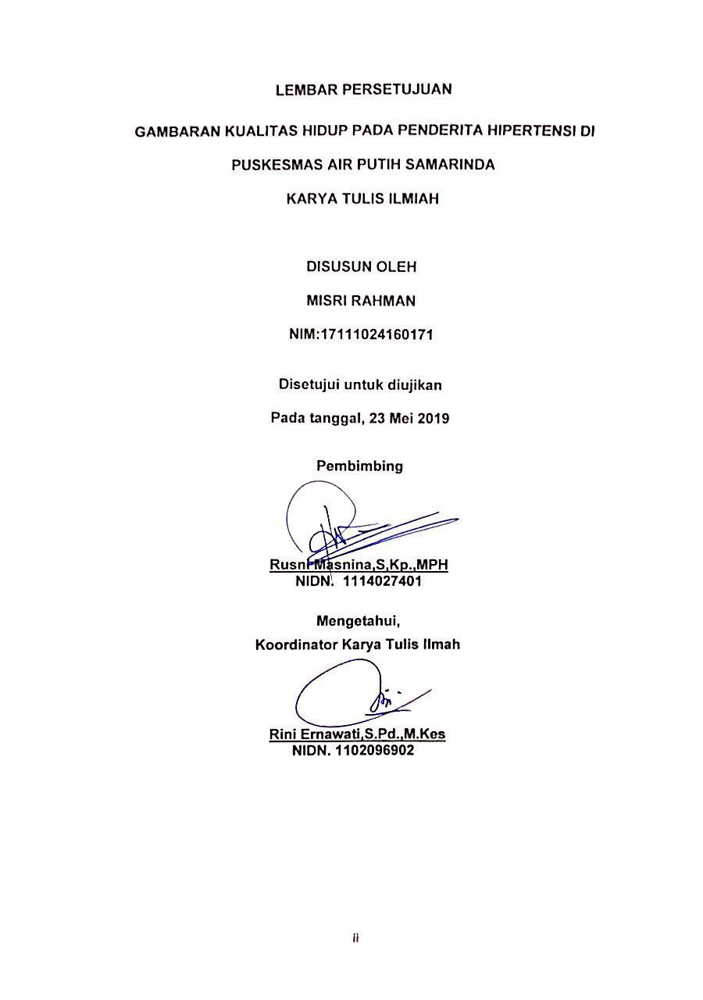 LEMBAR PERSETUJUAN
GAMBARAN KUALITAS HIDUP PADA PENDERITA HIPERTENSI DI
PUSKESMAS AIR PUTIH SAMARINDA
KARYA TULIS ILMIAH
DISUSUN OLEH
MISRI RAHMAN
NIM:17111024160171
Disetujui untuk diujikan
Pada tanggal, 23 Mei 2019
Pembimbing
Rusni Masnina,S,Kp.,MPH
NIDN. 1114027401
Mengetahui,
Koordinator Karya Tulis Ilmah
Rini Ernawati,S.Pd.,M.Kes
NIDN. 1102096902
ii